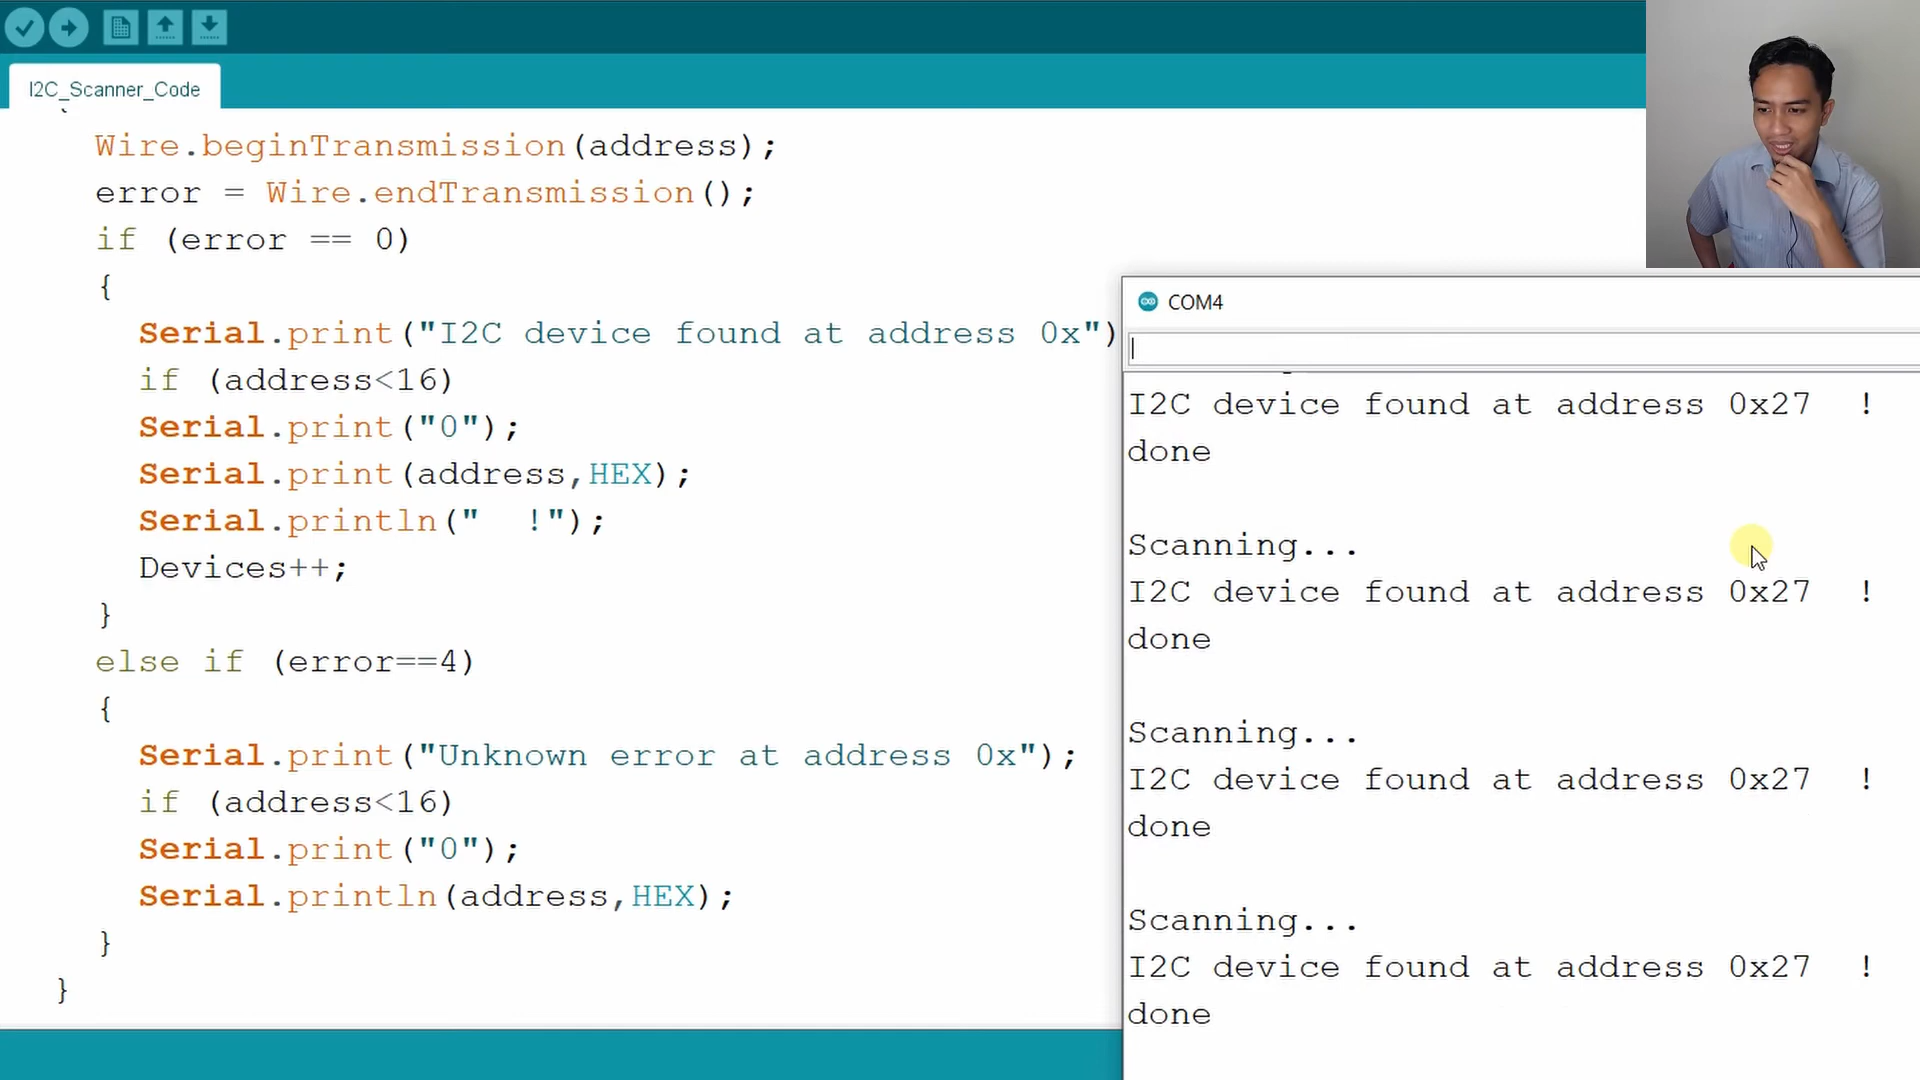 I2C_Scanner_Code
Wire.beginTransmission(address);
error = Wire.endTransmission();
if (error == 0)
{
Serial.print("I2C device found at address 0x")
if (address<16)
Serial.print("0");
Serial.print(address,HEX);
Serial.println("  !");
Devices++;
}
else if (error==4)
{
Serial.print("Unknown error at address 0x");
if (address<16)
Serial.print("0");
Serial.println(address,HEX);
}
}
COM4
I2C device found at address 0x27  !
done
Scanning...
I2C device found at address 0x27  !
done
Scanning...
I2C device found at address 0x27  !
done
Scanning...
I2C device found at address 0x27  !
done